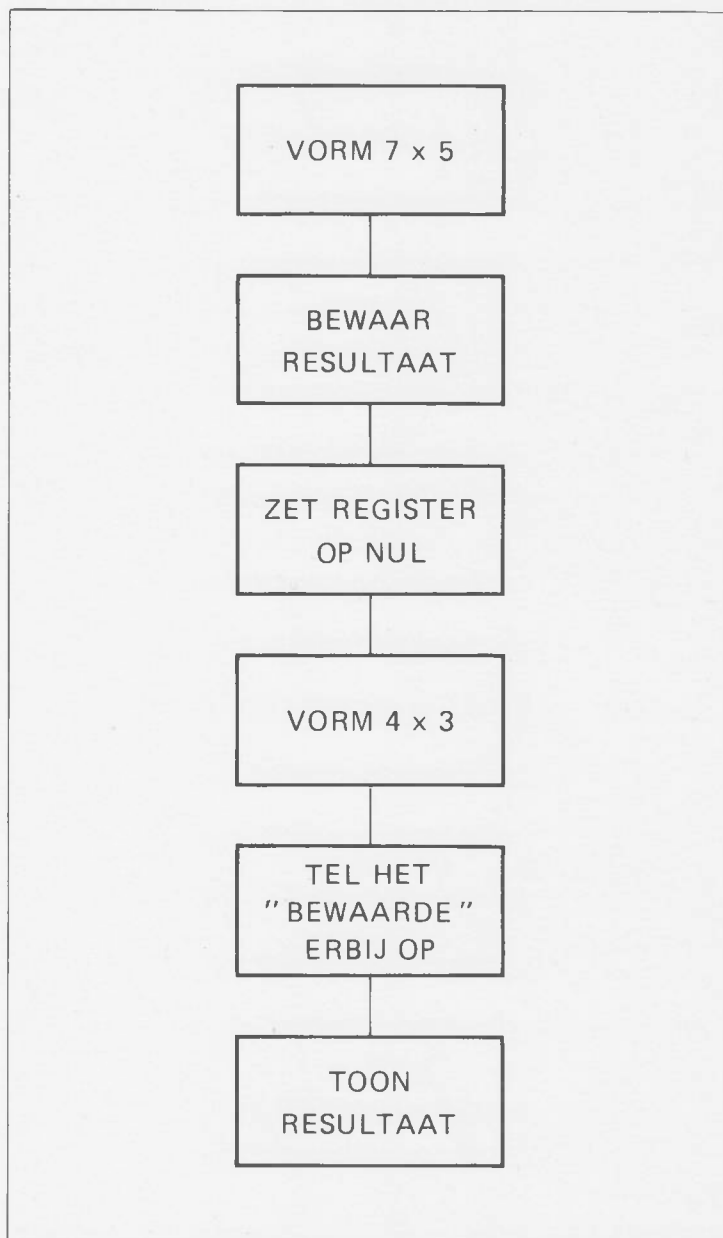 VORM 7 x 5
BEWAAR
RESULTAAT
ZET REGISTER
OP NUL
VORM 4 x 3
TEL HET
"BEWAARDE"
ERBIJ OP
TOON
RESULTAAT